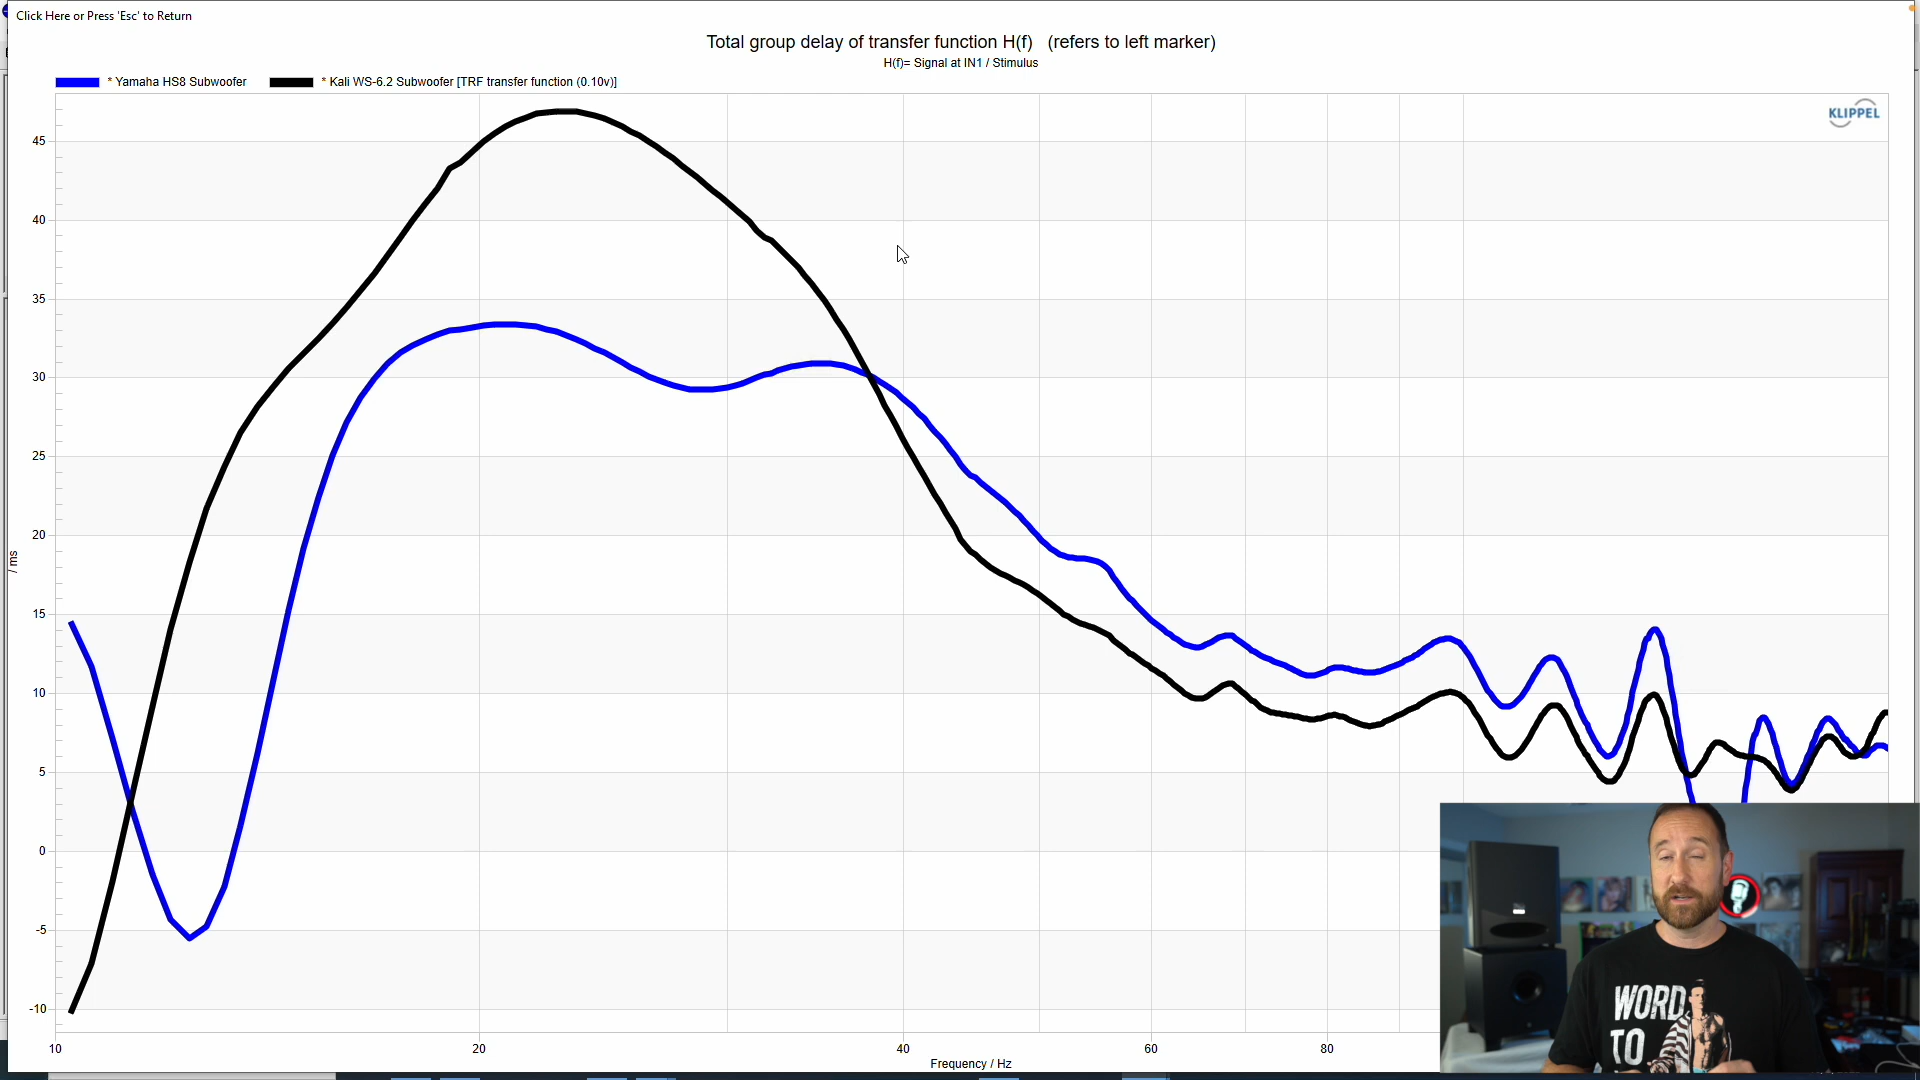 Click Here or Press 'Esc' to Return
Total group delay of transfer function H(f) (refers to left marker)
H(f)= Signal at IN1 / Stimulus
* Yamaha HS8 Subwoofer
* Kali WS-6.2 Subwoofer [TRF transfer function (0.10v)]
KLIPPEL
45
40
35
30
25
20
/ ms
15
10
5
0
-5
-10
10
20
40
60
80
Frequency / Hz
WORD
TO